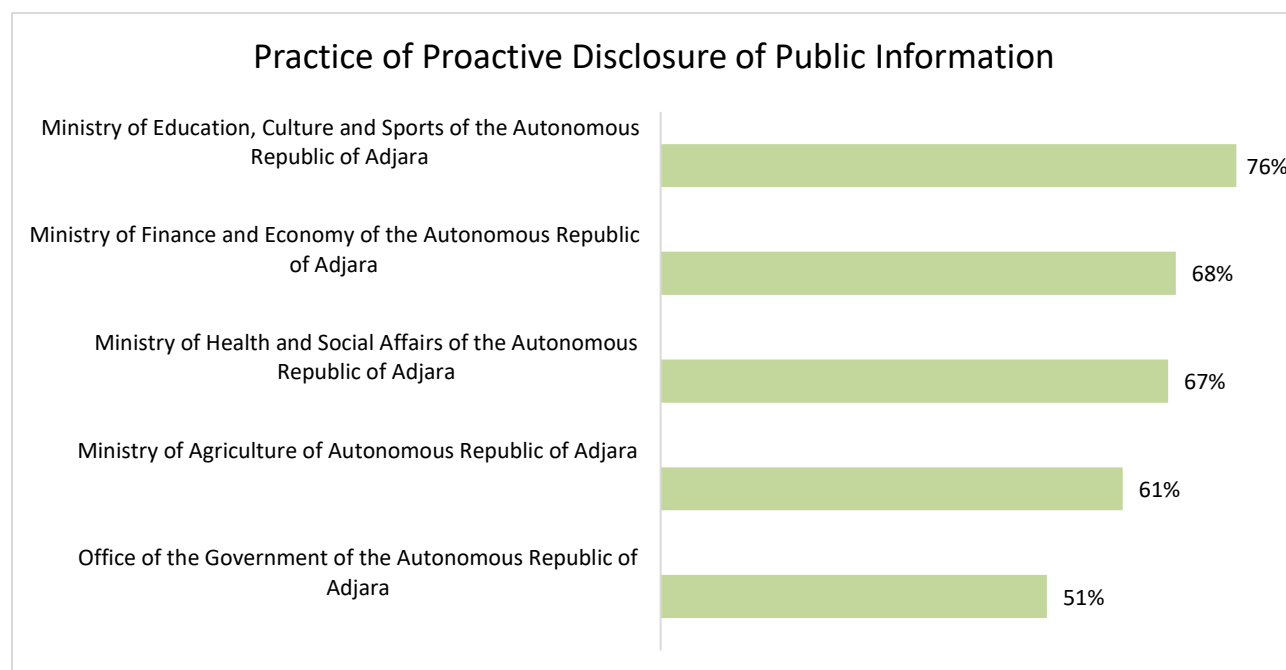 Practice of Proactive Disclosure of Public Information
Ministry of Education, Culture and Sports of the Autonomous
Republic of Adjara
76%
Ministry of Finance and Economy of the Autonomous Republic
of Adjara
68%
Ministry of Health and Social Affairs of the Autonomous
Republic of Adjara
67%
Ministry of Agriculture of Autonomous Republic of Adjara
61%
Office of the Government of the Autonomous Republic of
Adjara
51%